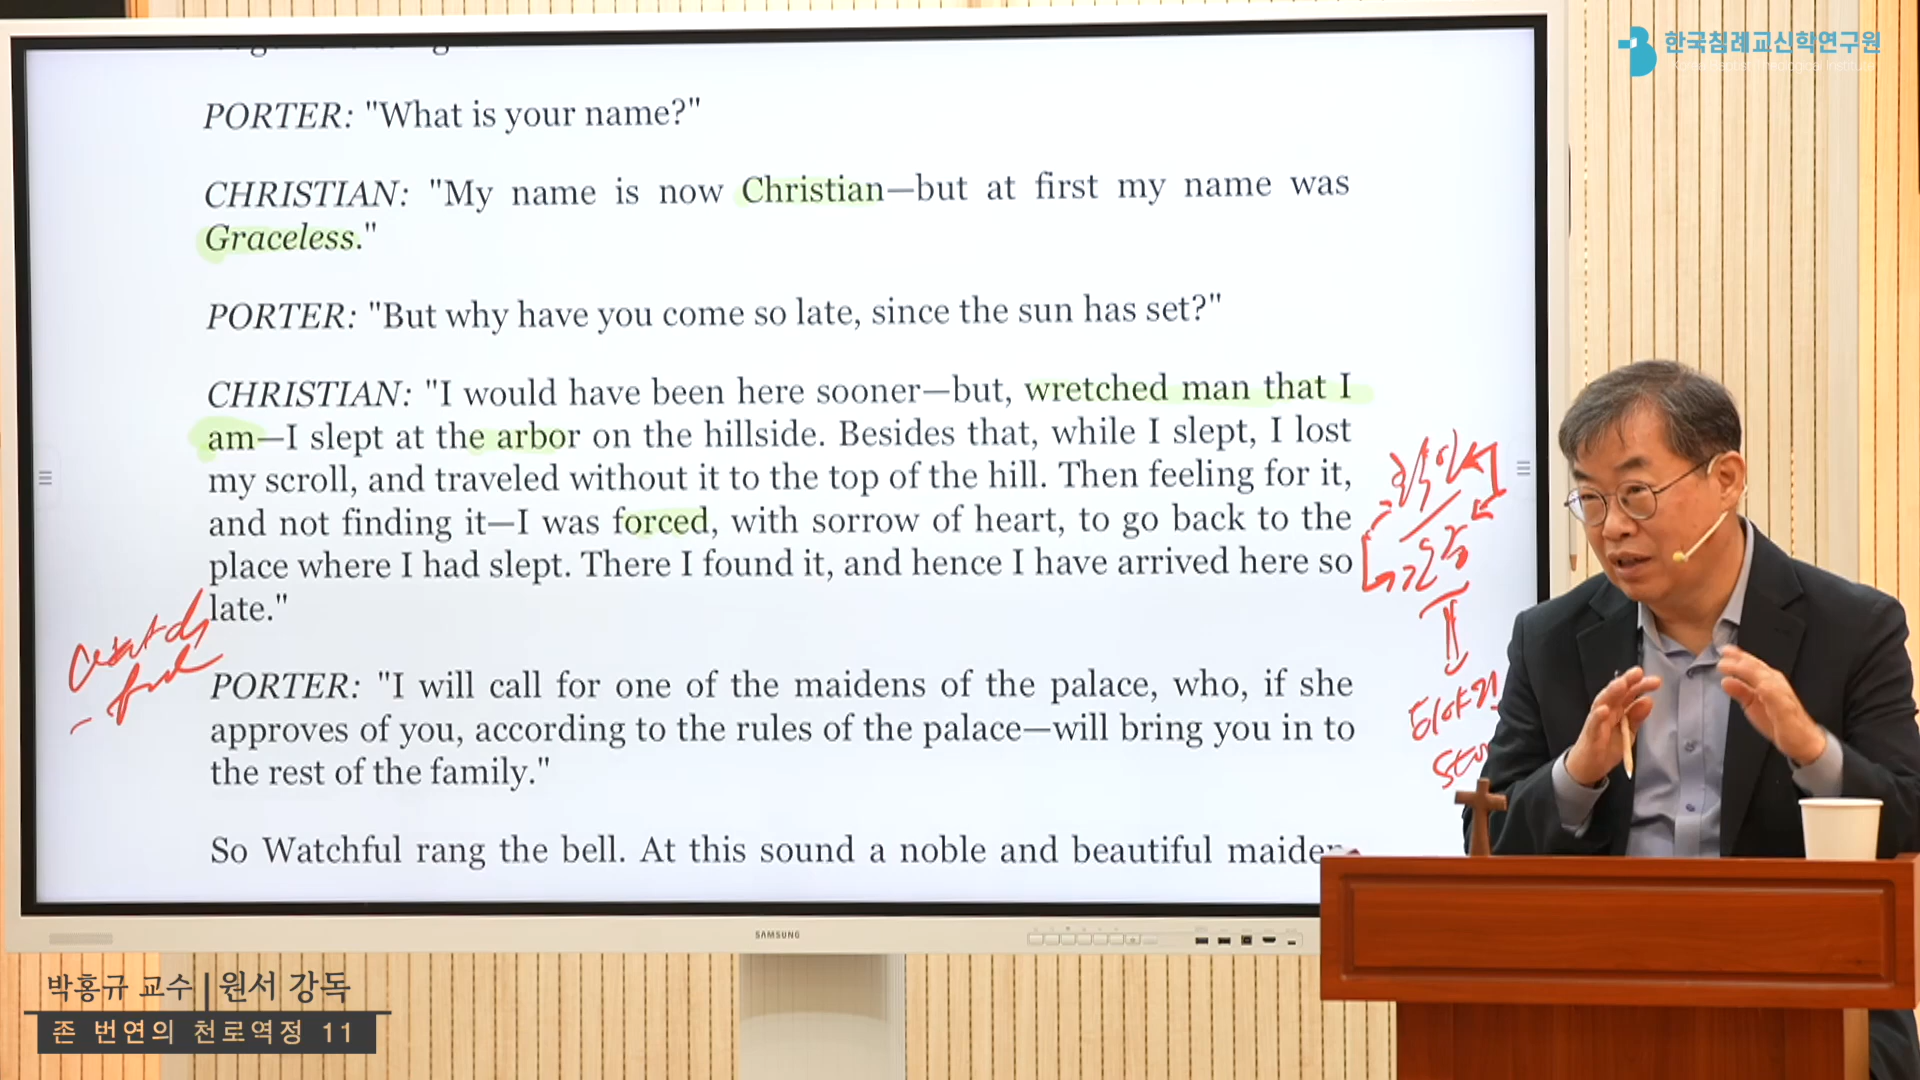 한국침례교신학연구원
PORTER: "What is your name?"
CHRISTIAN: "My name is now Christian—but at first my name was
Graceless."
PORTER: "But why have you come so late, since the sun has set?"
CHRISTIAN: "I would have been here sooner—but, wretched man that I
am—I slept at the arbor on the hillside. Besides that, while I slept, I lost
my scroll, and traveled without it to the top of the hill. Then feeling for it,
and not finding it—I was forced, with sorrow of heart, to go back to the
place where I had slept. There I found it, and hence I have arrived here so
late."
watch
-ful
PORTER: "I will call for one of the maidens of the palace, who, if she
approves of you, according to the rules of the palace—will bring you in to
the rest of the family."
So Watchful rang the bell. At this sound a noble and beautiful maiden
SAMSUNG
박홍규 교수 | 원서 강독
존 번연의 천로역정 11